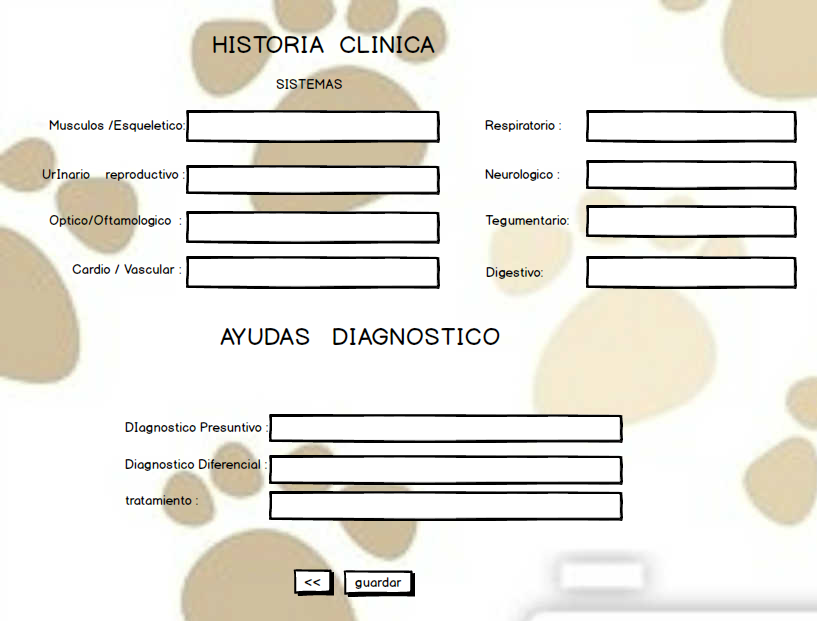 HISTORIA CLINICA
SISTEMAS
Musculos /Esqueletico:
Respiratorio :
UrInario reproductivo :
Neurologico :
Optico/Oftamologico :
Tegumentario:
Cardio / Vascular :
Digestivo:
AYUDAS DIAGNOSTICO
DIagnostico Presuntivo :
Diagnostico Diferencial :
tratamiento :
<< guardar